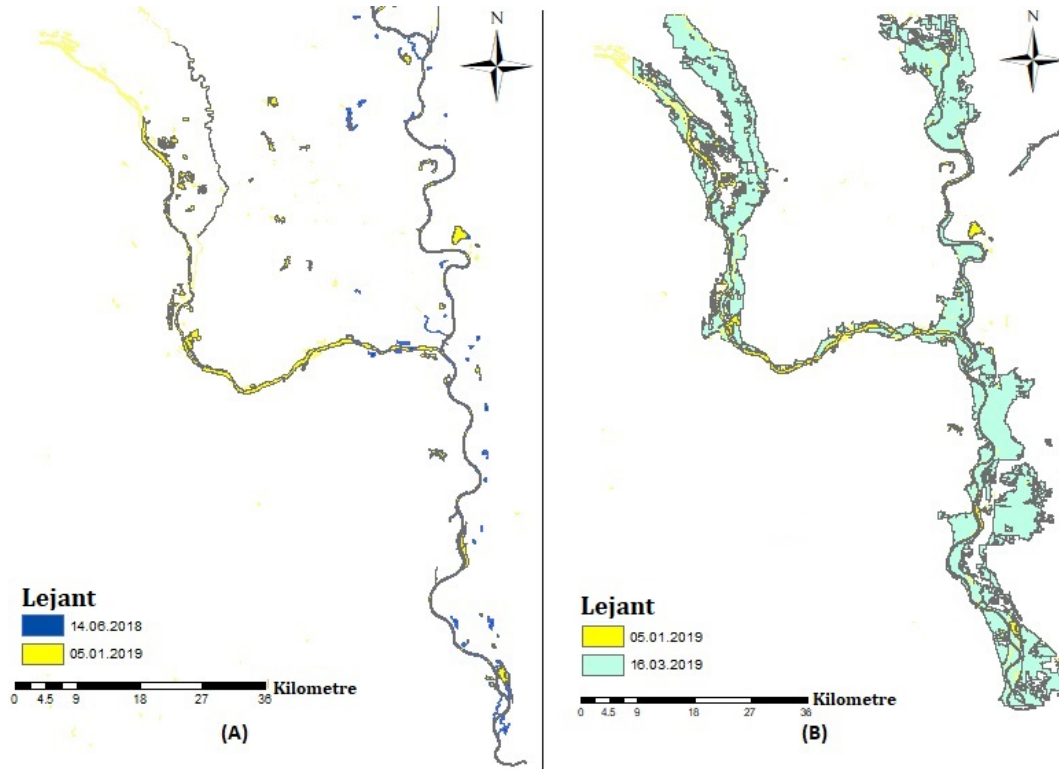 N
Lejant
14.06.2018
05.01.2019
Kilometre
0 4.5 9 18 27 36
(A)
N
Lejant
05.01.2019
16.03.2019
Kilometre
0 4.5 9 18 27 36
(B)